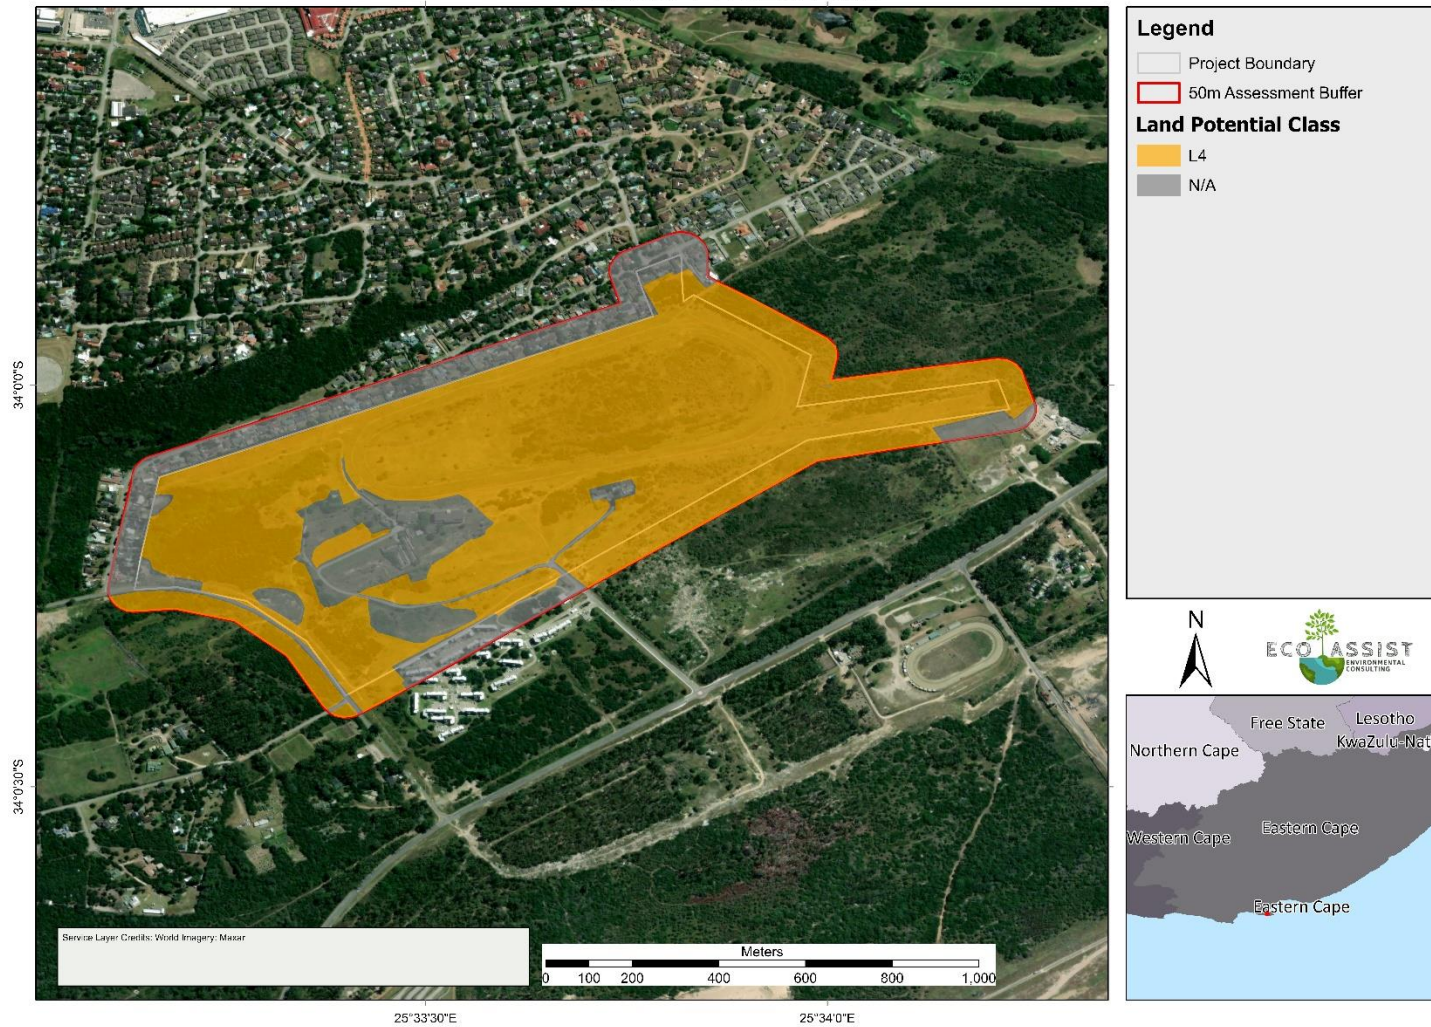 Legend
Project Boundary
50m Assessment Buffer
Land Potential Class
L4
N/A
34°0'0"S
34°0'30"S
N
ECO ASSIST
ENVIRONMENTAL
CONSULTING
Free State
Lesotho
KwaZulu-Nat
Northern Cape
Western Cape
Eastern Cape
Eastern Cape
Service Layer Credits: World Imagery: Maxar
Meters
0 100 200 400 600 800 1,000
25°33'30"E
25°34'0"E